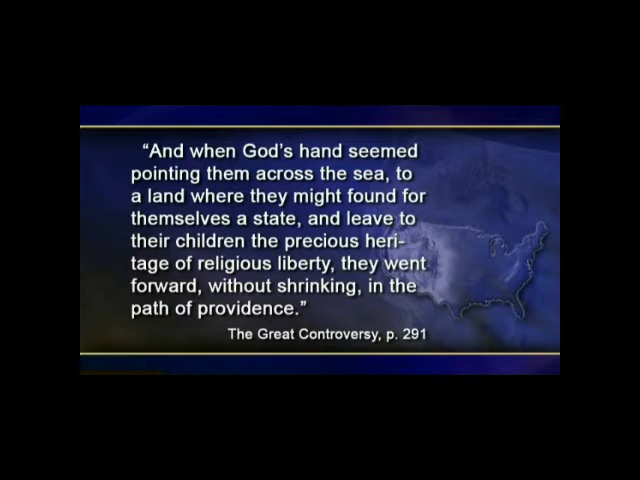 “And when God’s hand seemed
pointing them across the sea, to
a land where they might found for
themselves a state, and leave to
their children the precious heri-
tage of religious liberty, they went
forward, without shrinking, in the
path of providence.”
The Great Controversy, p. 291